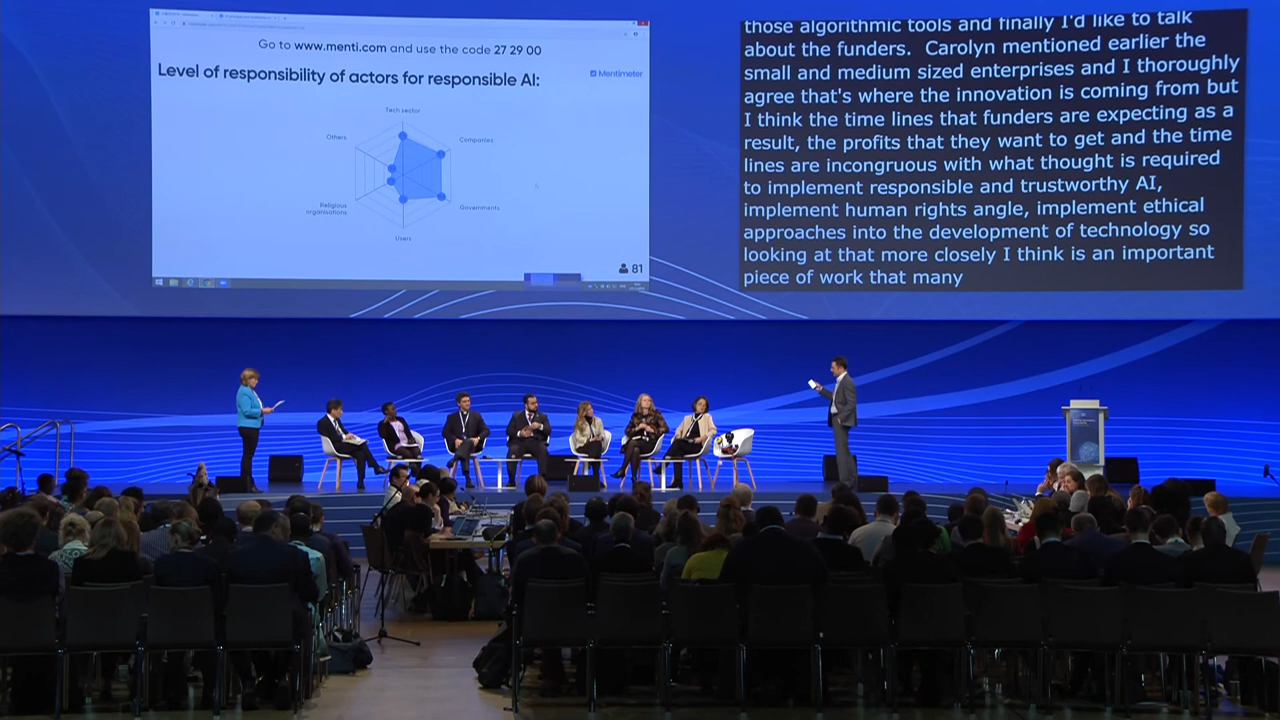 Go to www.menti.com and use the code 27 29 00
Level of responsibility of actors for responsible AI:
Mentimeter
Tech sector
Others
Companies
Religious
organisations
Governments
Users
81
those algorithmic tools and finally I'd like to talk
about the funders.  Carolyn mentioned earlier the
small and medium sized enterprises and I thoroughly
agree that's where the innovation is coming from but
I think the time lines that funders are expecting as a
result, the profits that they want to get and the time
lines are incongruous with what thought is required
to implement responsible and trustworthy AI,
implement human rights angle, implement ethical
approaches into the development of technology so
looking at that more closely I think is an important
piece of work that many